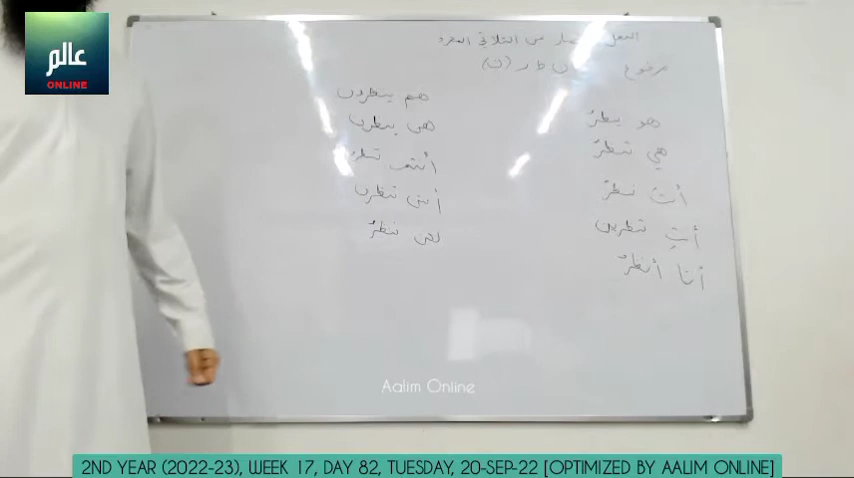 عالم
ONLINE
الفعل من الثلاثي المجرد
مرفوع ن ظ ر (ن)
هو ينظرُ
هي تنظرُ
أنتَ تنظرُ
أنتِ تنظرين
أنا أنظرُ
هم ينظرون
هن ينظرن
أنتم
أنتن تنظرن
نحن ننظرُ
Aalim Online
2ND YEAR (2022-23), WEEK 17, DAY 82, TUESDAY, 20-SEP-22 [OPTIMIZED BY AALIM ONLINE]